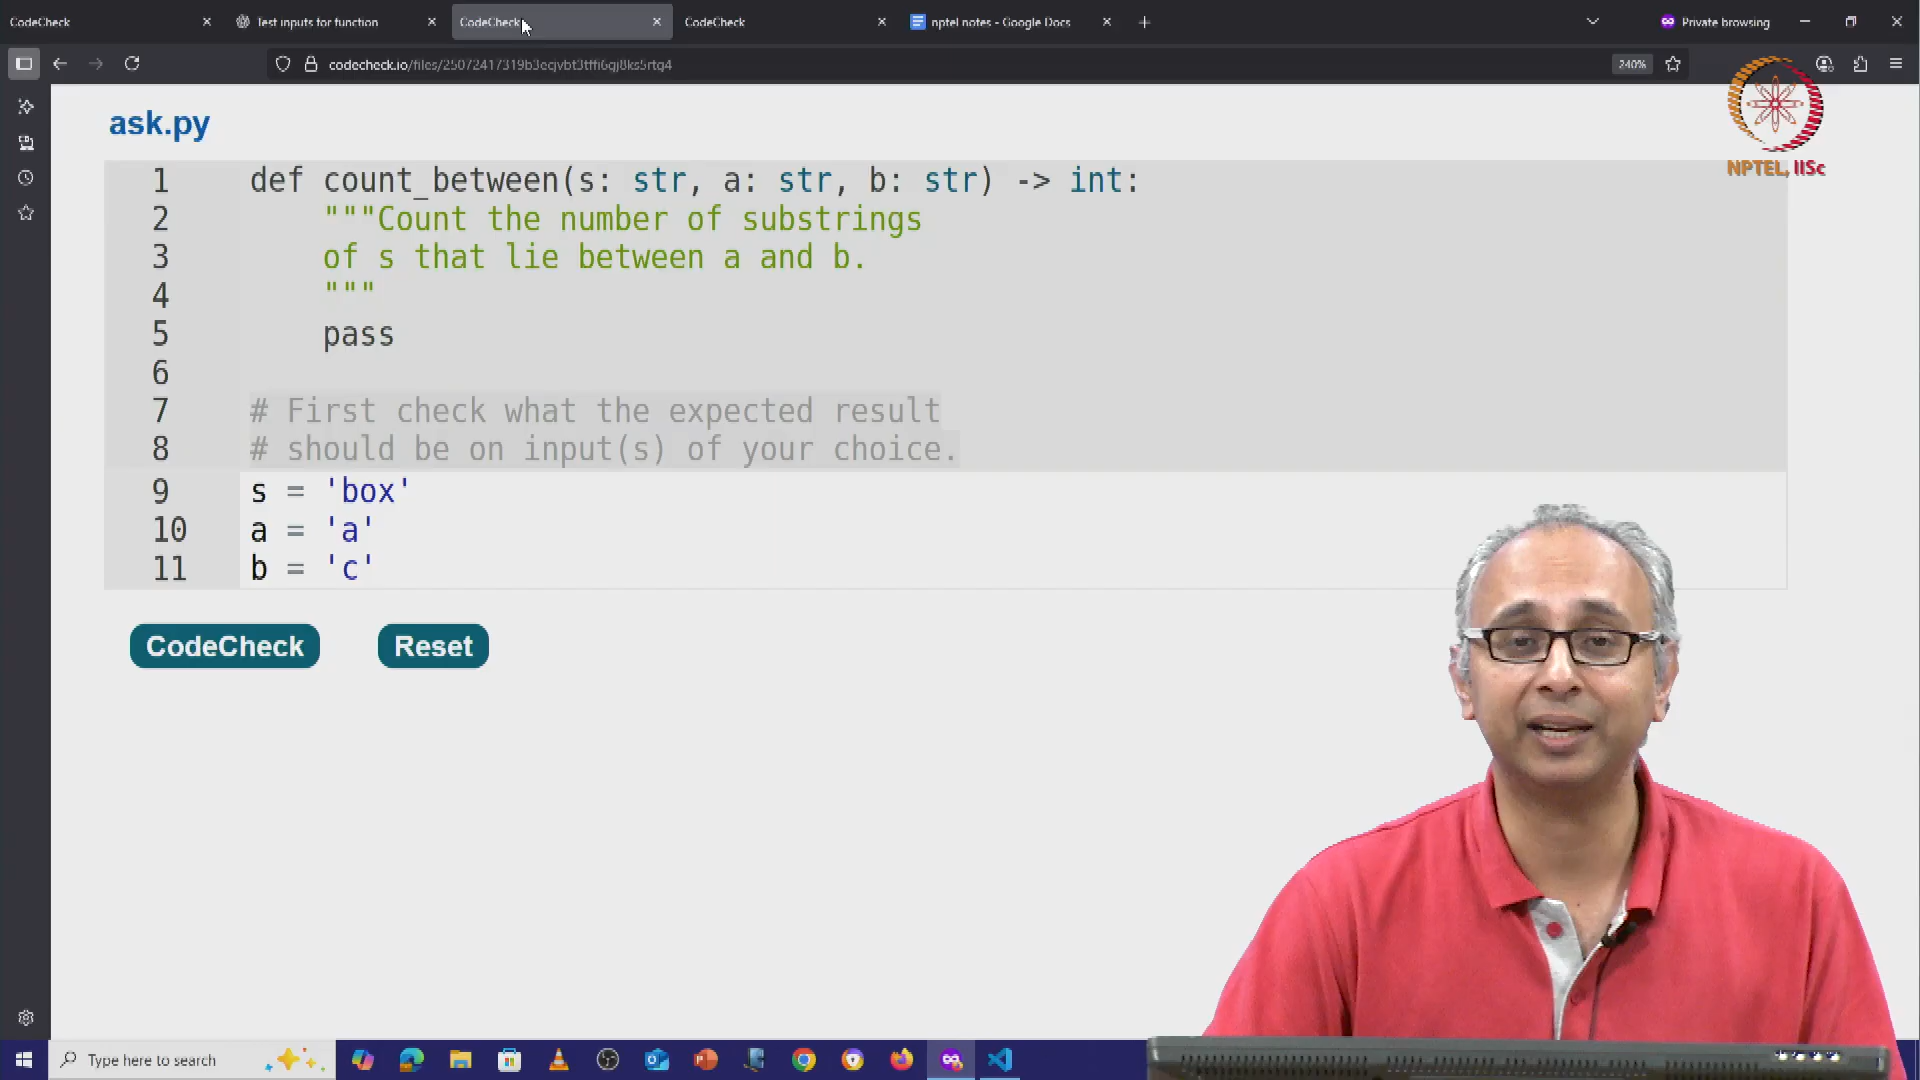 CodeCheck
Test inputs for function
CodeCheck
CodeCheck
nptel notes - Google Docs
Private browsing
codecheck.io/files/25072417319b3ecjvbt3tffi6gj8ks5rtq4
240%
NPTEL, IISc
ask.py
1 def count_between(s: str, a: str, b: str) -> int:
2 """Count the number of substrings
3 of s that lie between a and b.
4 """
5 pass
6
7 # First check what the expected result
8 # should be on input(s) of your choice.
9 s = 'box'
10 a = 'a'
11 b = 'c'
CodeCheck
Reset
Type here to search